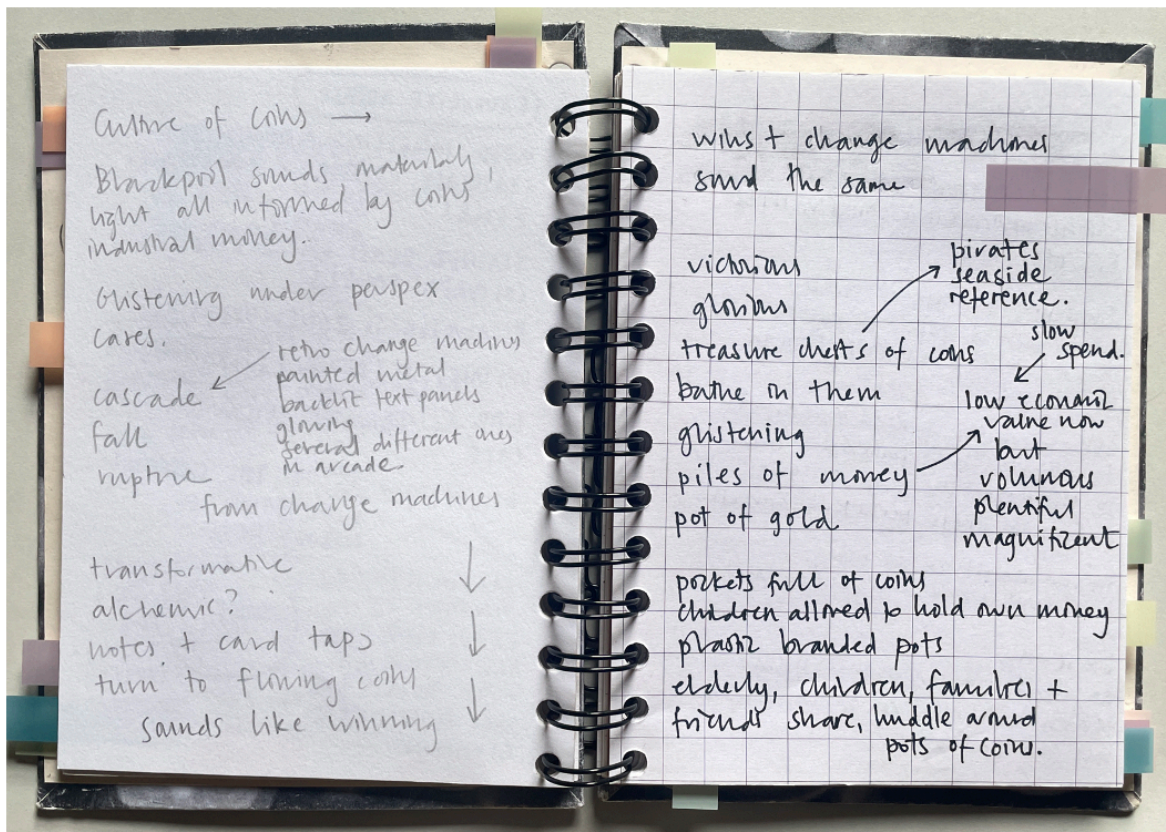 Culture of coins →
Blackpool sounds materials,
light all informed by coins
industrial money..
Glistening under perspex
cases.
cascade
fall
rupture
retro change machines
painted metal
backlit text panels
glowing
several different ones
in arcade
from change machines
transformative
alchemic?
notes + card taps
turn to flowing coins
sounds like winning
wins + change machines
sound the same
victorious
glorious
treasure chests of coins
bathe in them
glistening
piles of money
pot of gold
pirates
seaside
reference.
slow
spend.
low economic
value now
but
plentiful
magnificent
pockets full of coins
children allowed to hold own money
plastic branded pots
elderly, children, families +
friends share, huddle around
pots of coins.